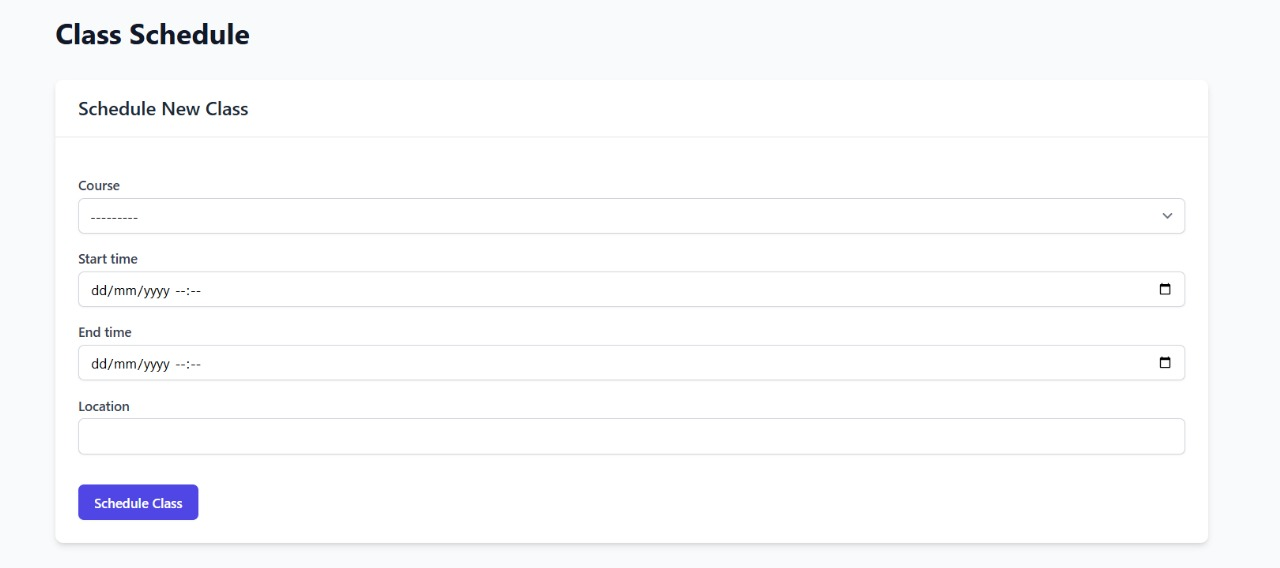 Class Schedule
Schedule New Class
Course
---------
Start time
dd/mm/yyyy --:--
End time
dd/mm/yyyy --:--
Location
Schedule Class